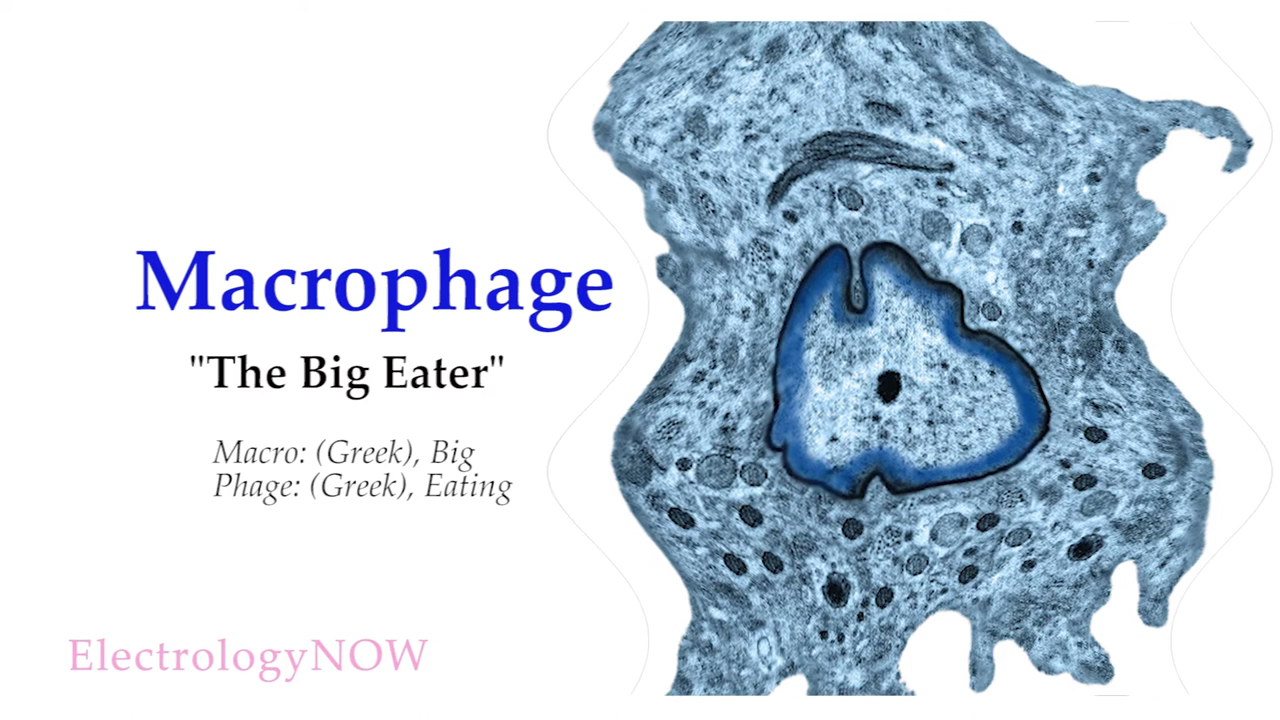 Macrophage
"The Big Eater"
Macro: (Greek), Big
Phage: (Greek), Eating
ElectrologyNOW